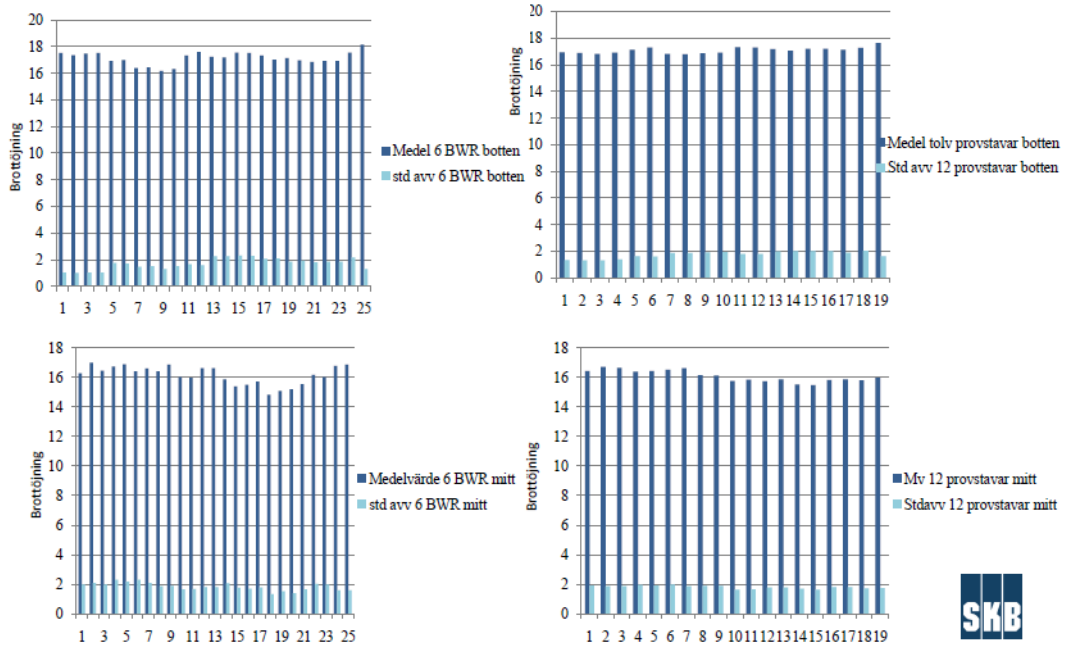 20
18
16
14
12
10
8
6
4
2
0
Brottöjning
1 3 5 7 9 11 13 15 17 19 21 23 25
Medel 6 BWR botten
std avv 6 BWR botten
20
18
16
14
12
10
8
6
4
2
0
Brottöjning
1 2 3 4 5 6 7 8 9 10 11 12 13 14 15 16 17 18 19
Medel tolv provstavar botten
Std avv 12 provstavar botten
18
16
14
12
10
8
6
4
2
0
Brottöjning
1 3 5 7 9 11 13 15 17 19 21 23 25
Medelvärde 6 BWR mitt
std avv 6 BWR mitt
18
16
14
12
10
8
6
4
2
0
Brottöjning
1 2 3 4 5 6 7 8 9 10 11 12 13 14 15 16 17 18 19
Mv 12 provstavar mitt
Stdavv 12 provstavar mitt
SKB